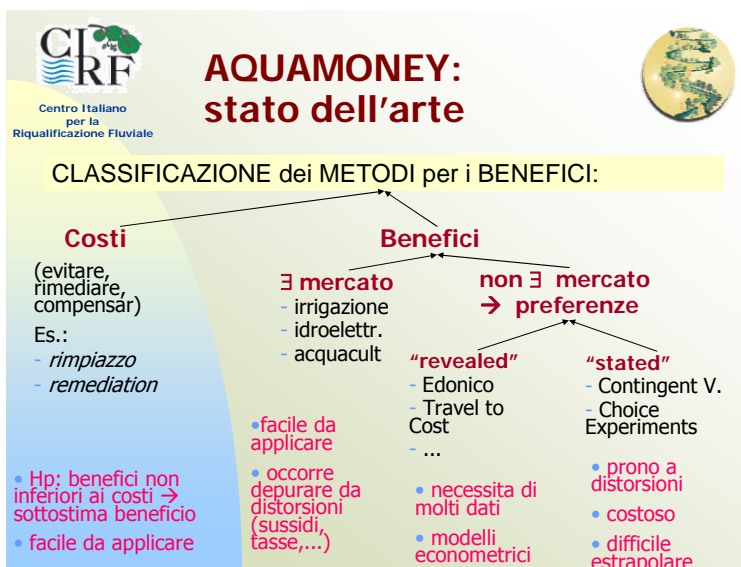 CI
RF
Centro Italiano
per la
Riqualificazione Fluviale
AQUAMONEY:
stato dell'arte
CLASSIFICAZIONE dei METODI per i BENEFICI:
Costi
(evitare,
rimediare,
compensar)
Es.:
- rimpiazzo
- remediation
• Hp: benefici non
inferiori ai costi →
sottostima beneficio
• facile da applicare
Benefici
∃ mercato
- irrigazione
- idroelettr.
- acquacult
•facile da
applicare
• occorre
depurare da
distorsioni
(sussidi,
tasse,...)
non ∃ mercato
→ preferenze
"revealed"
- Edonico
- Travel to
Cost
- ...
• necessita di
molti dati
• modelli
econometrici
"stated"
- Contingent V.
- Choice
Experiments
• prono a
distorsioni
• costoso
• difficile
estrapolare